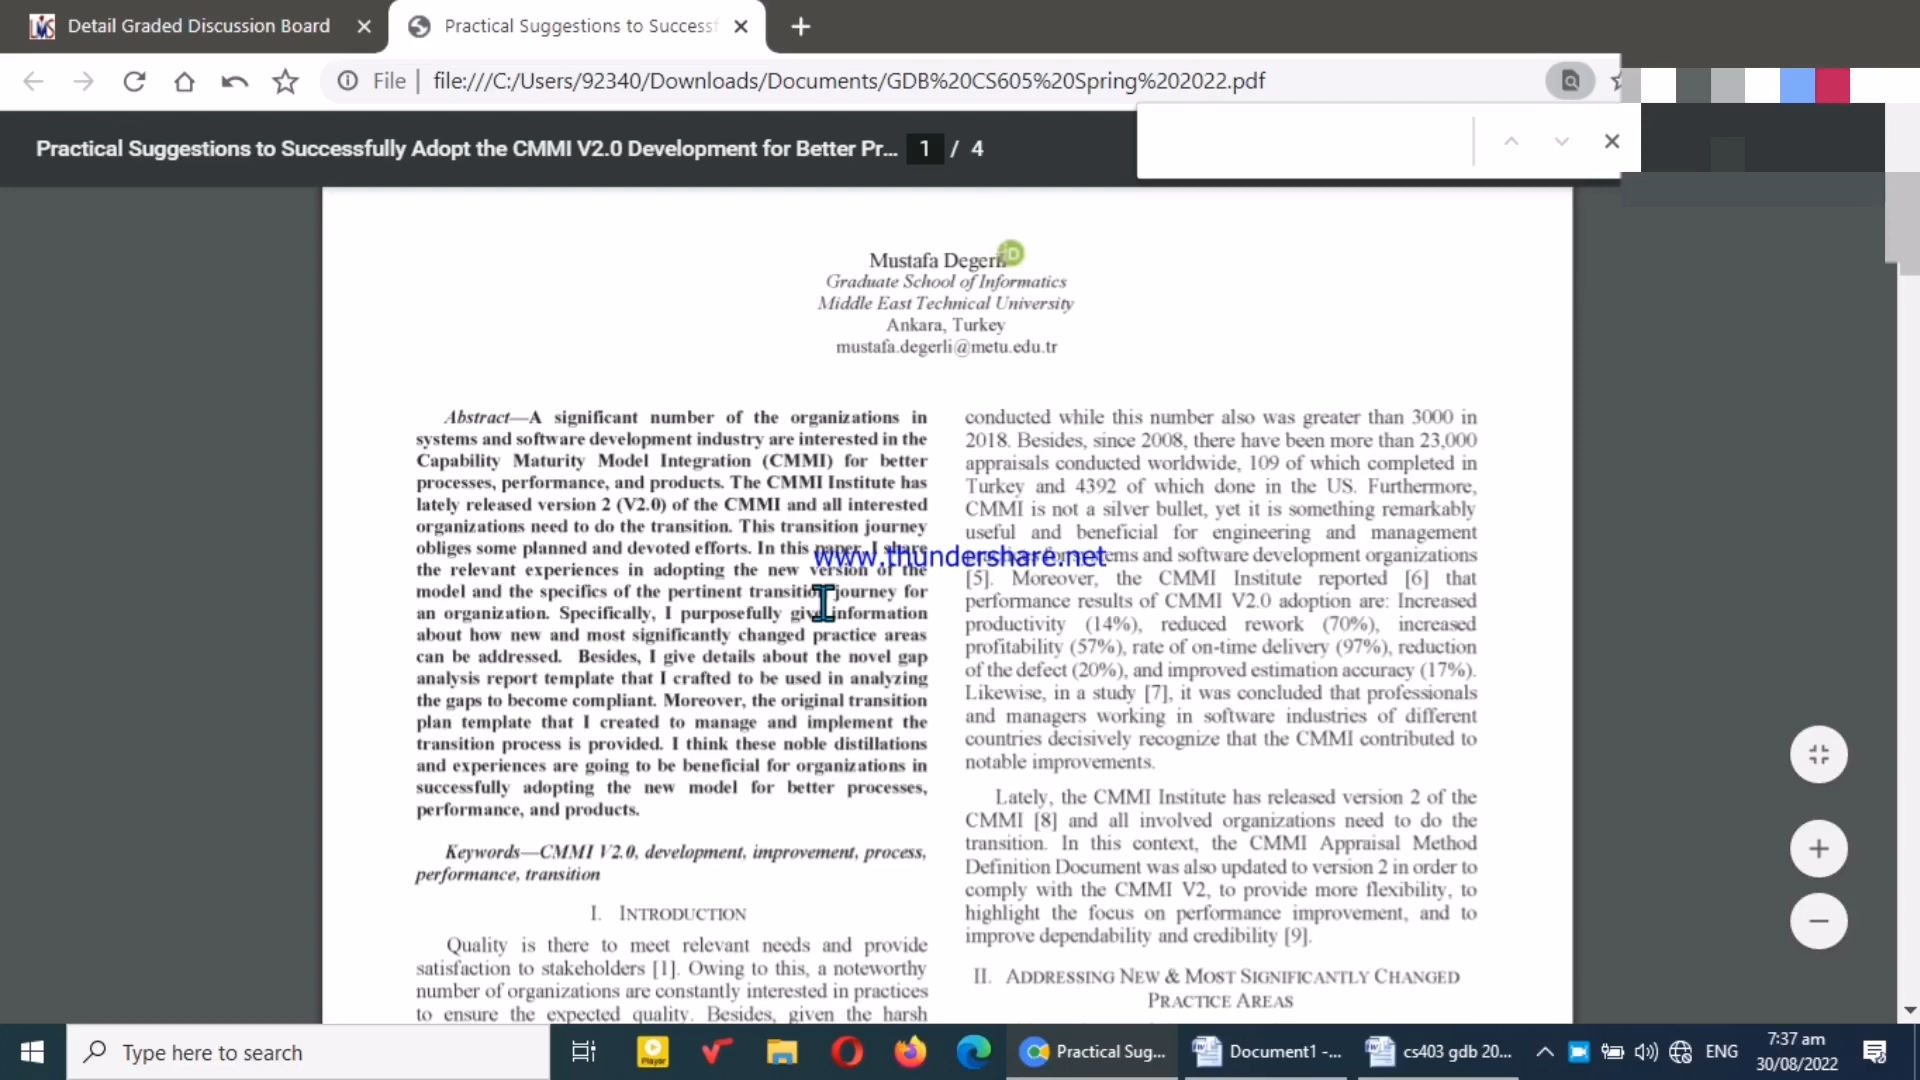 Detail Graded Discussion Board
Practical Suggestions to Success
File
file:///C:/Users/92340/Downloads/Documents/GDB%20CS605%20Spring%202022.pdf
Practical Suggestions to Successfully Adopt the CMMI V2.0 Development for Better Pr... 1 / 4
Mustafa Degerli
Graduate School of Informatics
Middle East Technical University
Ankara, Turkey
mustafa.degerli@metu.edu.tr
Abstract—A significant number of the organizations in
systems and software development industry are interested in the
Capability Maturity Model Integration (CMMI) for better
processes, performance, and products. The CMMI Institute has
lately released version 2 (V2.0) of the CMMI and all interested
organizations need to do the transition. This transition journey
obliges some planned and devoted efforts. In this paper, I share
the relevant experiences in adopting the new version of the
model and the specifics of the pertinent transition journey for
an organization. Specifically, I purposefully give information
about how new and most significantly changed practice areas
can be addressed. Besides, I give details about the novel gap
analysis report template that I crafted to be used in analyzing
the gaps to become compliant. Moreover, the original transition
plan template that I created to manage and implement the
transition process is provided. I think these noble distillations
and experiences are going to be beneficial for organizations in
successfully adopting the new model for better processes,
performance, and products.
Keywords—CMMI V2.0, development, improvement, process,
performance, transition
I. INTRODUCTION
Quality is there to meet relevant needs and provide
satisfaction to stakeholders [1]. Owing to this, a noteworthy
number of organizations are constantly interested in practices
to ensure the expected quality. Besides, given the harsh
conducted while this number also was greater than 3000 in
2018. Besides, since 2008, there have been more than 23,000
appraisals conducted worldwide, 109 of which completed in
Turkey and 4392 of which done in the US. Furthermore,
CMMI is not a silver bullet, yet it is something remarkably
useful and beneficial for engineering and management
systems and software development organizations
[5]. Moreover, the CMMI Institute reported [6] that
performance results of CMMI V2.0 adoption are: Increased
productivity (14%), reduced rework (70%), increased
profitability (57%), rate of on-time delivery (97%), reduction
of the defect (20%), and improved estimation accuracy (17%).
Likewise, in a study [7], it was concluded that professionals
and managers working in software industries of different
countries decisively recognize that the CMMI contributed to
notable improvements.
Lately, the CMMI Institute has released version 2 of the
CMMI [8] and all involved organizations need to do the
transition. In this context, the CMMI Appraisal Method
Definition Document was also updated to version 2 in order to
comply with the CMMI V2, to provide more flexibility, to
highlight the focus on performance improvement, and to
improve dependability and credibility [9].
II. ADDRESSING NEW & MOST SIGNIFICANTLY CHANGED
PRACTICE AREAS
www.thundershare.net
Type here to search
Player
Practical Sug...
Document1 -...
cs403 gdb 20...
ENG
7:37 am
30/08/2022